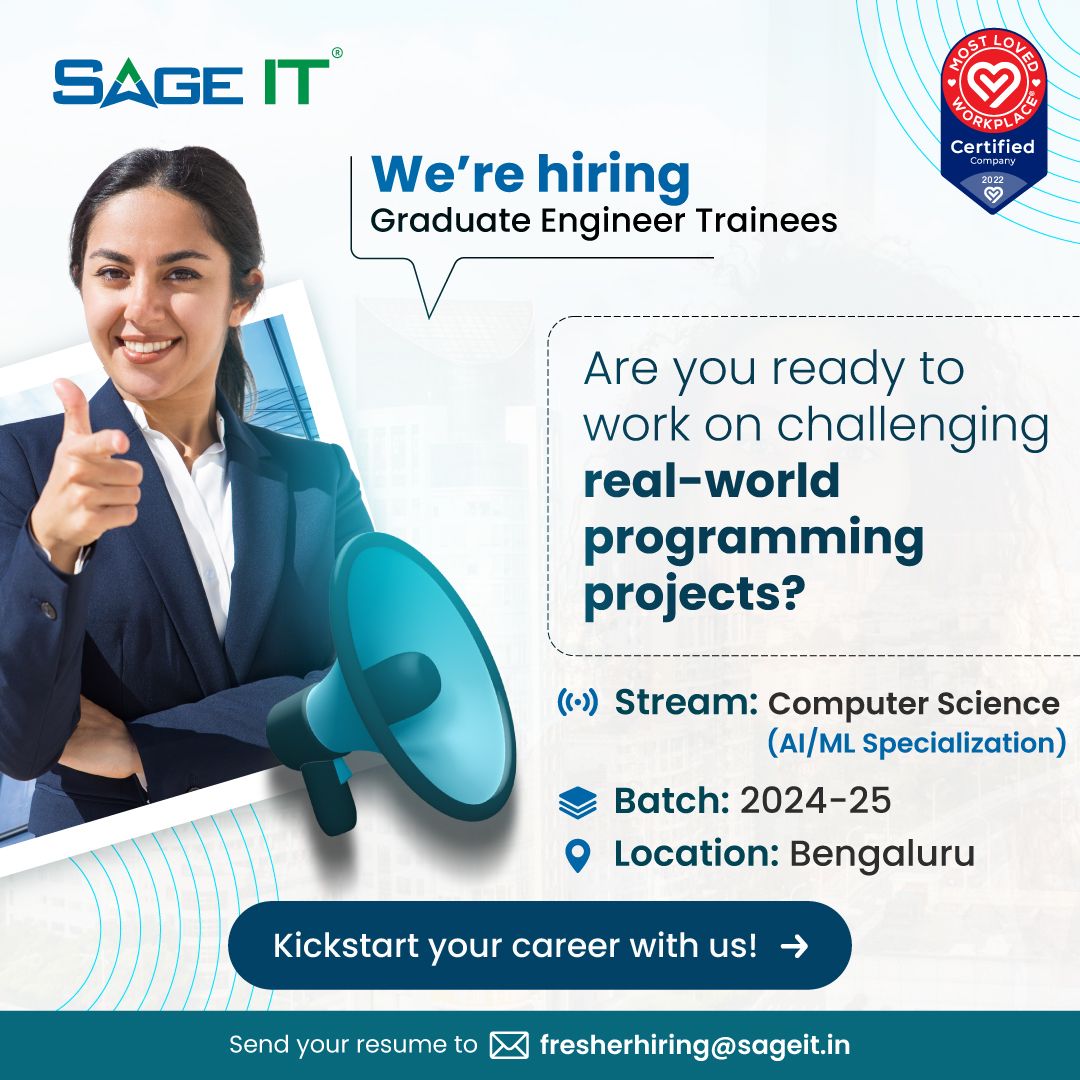 SAGE IT®
MOST LOVED
WORKPLACE®
Certified
Company
2022
We're hiring
Graduate Engineer Trainees
Are you ready to
work on challenging
real-world
programming
projects?
Stream: Computer Science
(AI/ML Specialization)
Batch: 2024-25
Location: Bengaluru
Kickstart your career with us! →
Send your resume to fresherhiring@sageit.in